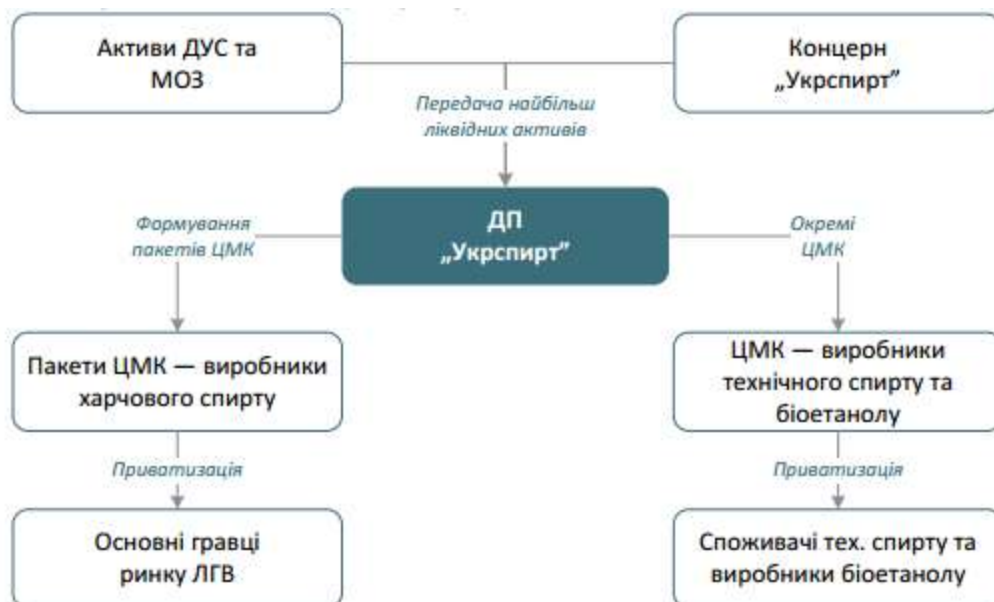 Активи ДУС та
МОЗ
Концерн
„Укрспирт”
Передача найбільш
ліквідних активів
ДП
„Укрспирт”
Формування
пакетів ЦМК
Окремі
ЦМК
Пакети ЦМК — виробники
харчового спирту
ЦМК — виробники
технічного спирту та
біоетанолу
Приватизація
Приватизація
Основні гравці
ринку ЛГВ
Споживачі тех. спирту та
виробники біоетанолу